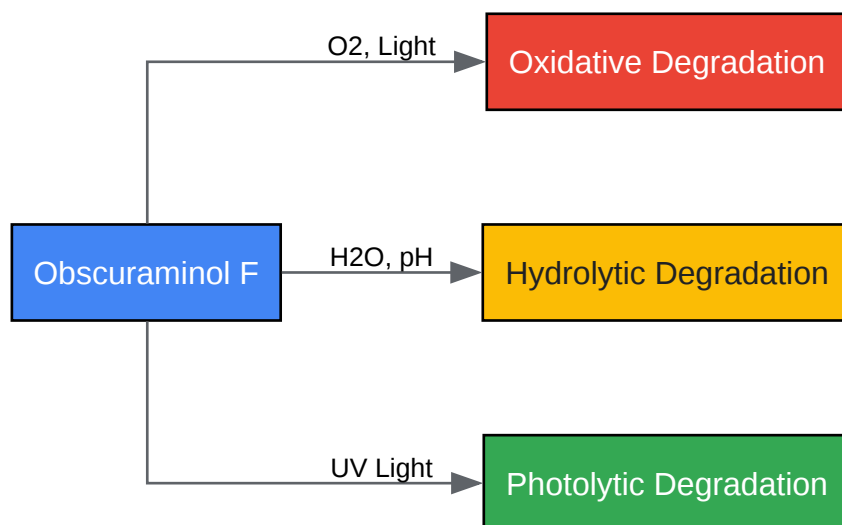 O2, Light
Oxidative Degradation
Obscuraminol F
H2O, pH
Hydrolytic Degradation
UV Light
Photolytic Degradation